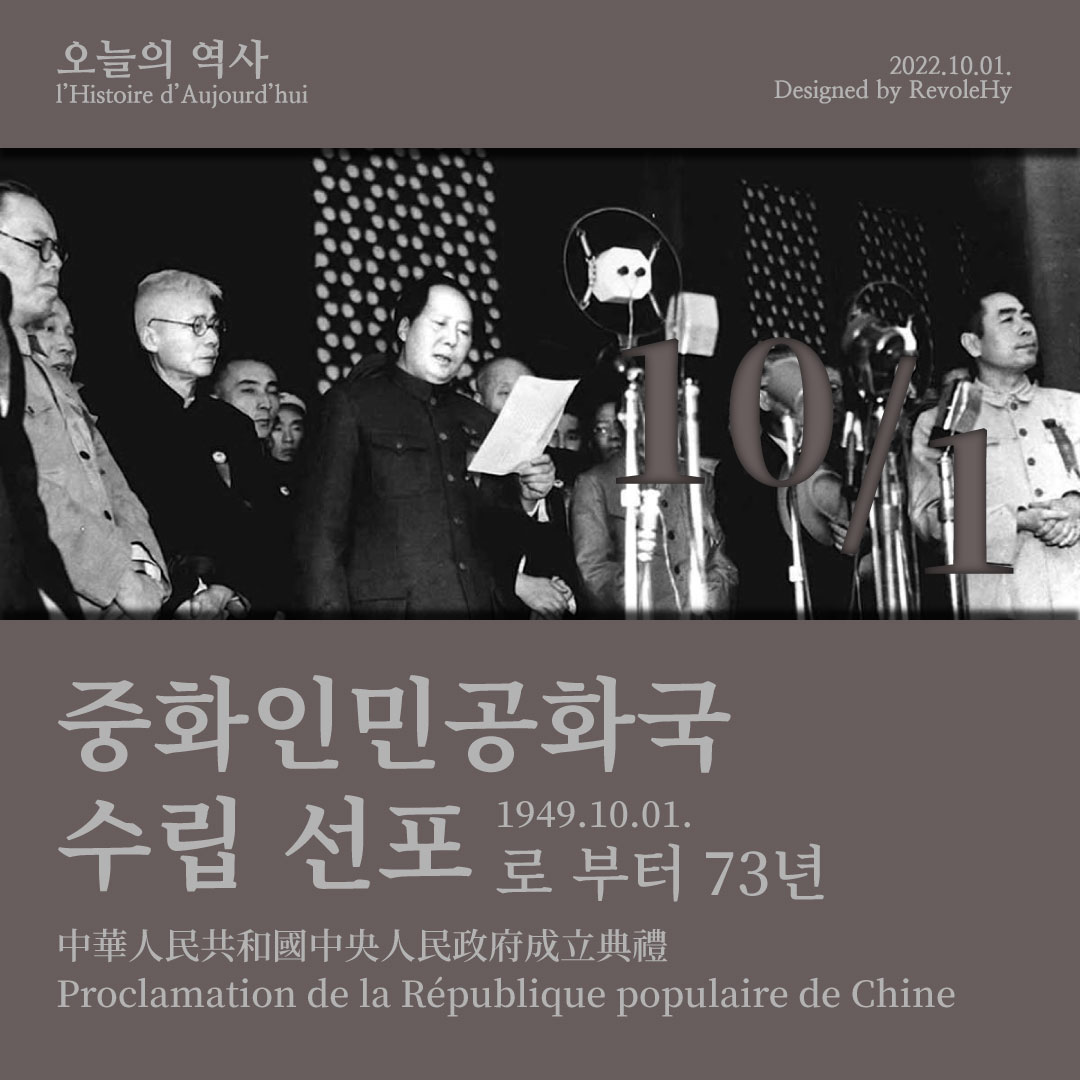 오늘의 역사
l’Histoire d’Aujourd’hui
2022.10.01.
Designed by RevoleHy
10/1
중화인민공화국
수립 선포
1949.10.01.
로 부터 73년
中華人民共和國中央人民政府成立典禮
Proclamation de la République populaire de Chine